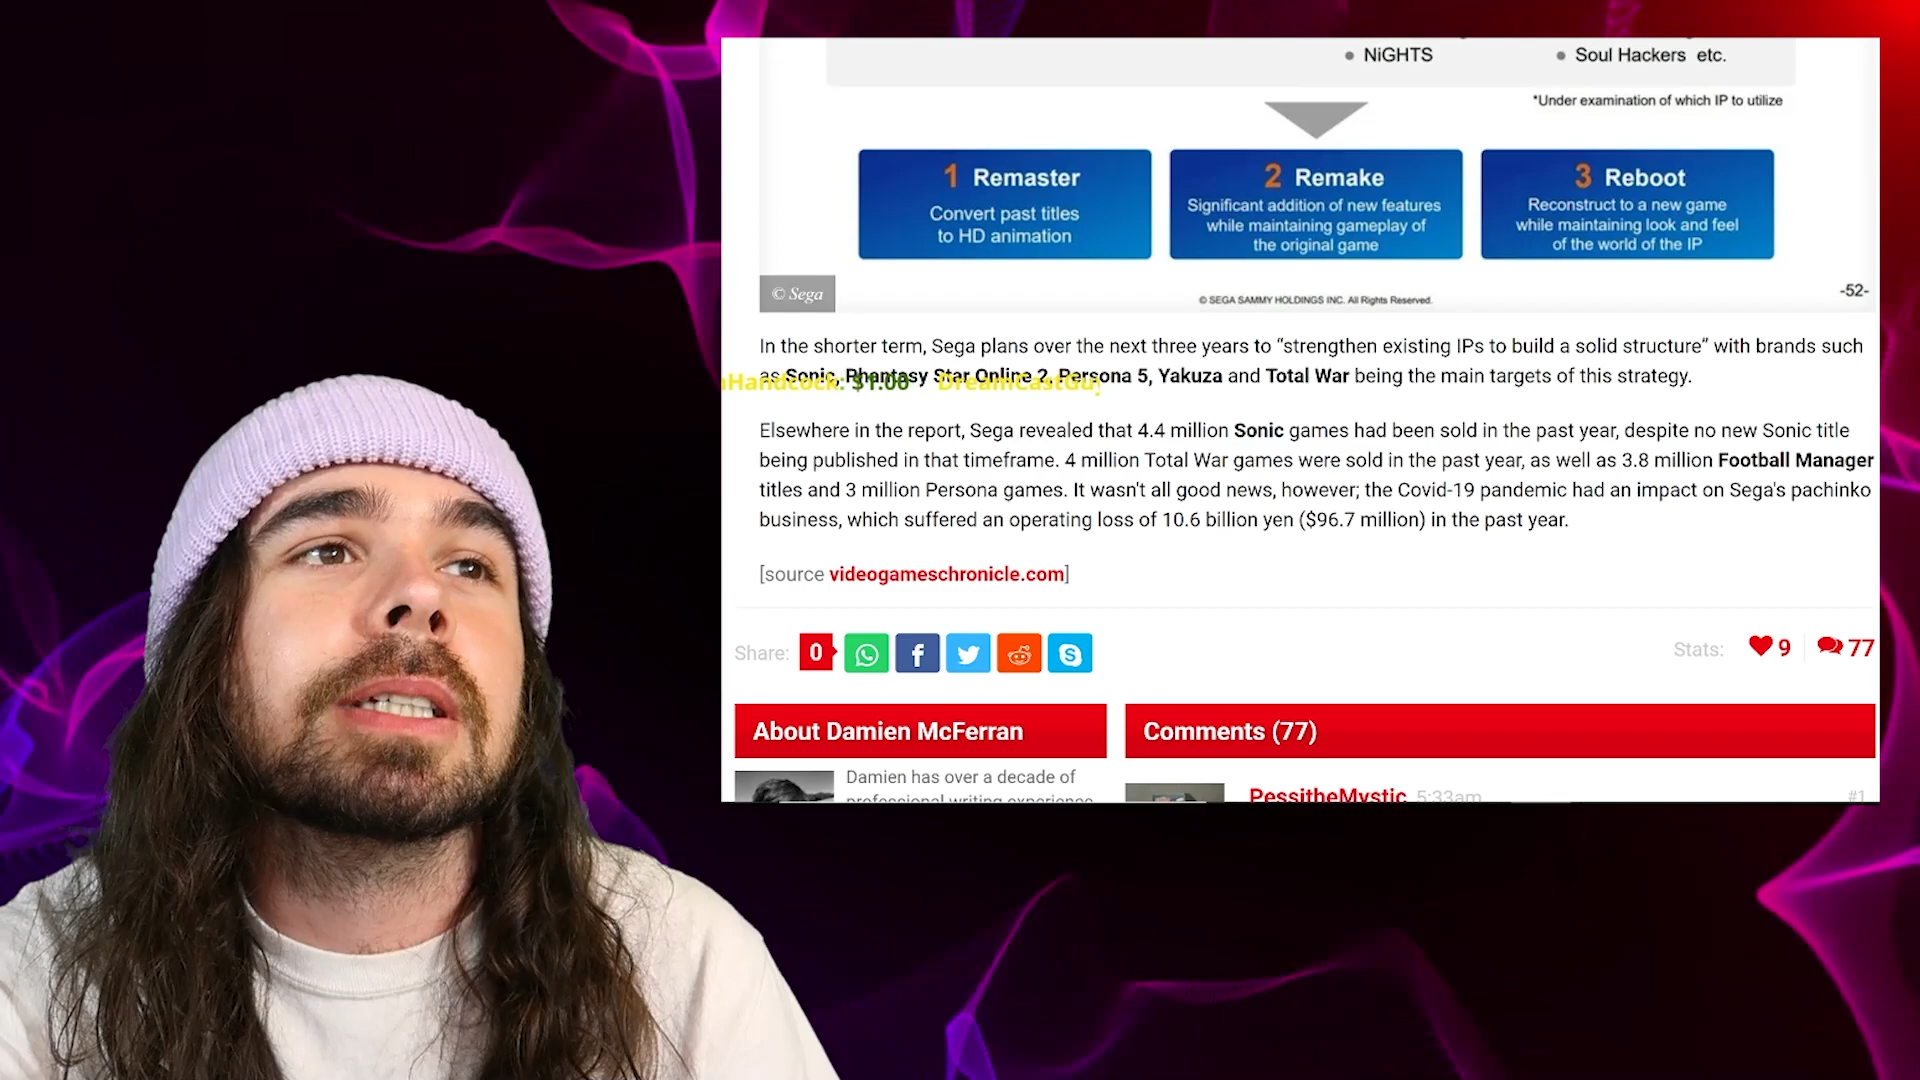 • NiGHTS
• Soul Hackers etc.
*Under examination of which IP to utilize
1 Remaster
Convert past titles
to HD animation
2 Remake
Significant addition of new features
while maintaining gameplay of
the original game
3 Reboot
Reconstruct to a new game
while maintaining look and feel
of the world of the IP
© Sega
© SEGA SAMMY HOLDINGS INC. All Rights Reserved.
-52-
In the shorter term, Sega plans over the next three years to “strengthen existing IPs to build a solid structure” with brands such
as Sonic, Phantasy Star Online 2, Persona 5, Yakuza and Total War being the main targets of this strategy.
Handcock: $1.00 DreamCastGuy
Elsewhere in the report, Sega revealed that 4.4 million Sonic games had been sold in the past year, despite no new Sonic title
being published in that timeframe. 4 million Total War games were sold in the past year, as well as 3.8 million Football Manager
titles and 3 million Persona games. It wasn't all good news, however; the Covid-19 pandemic had an impact on Sega's pachinko
business, which suffered an operating loss of 10.6 billion yen ($96.7 million) in the past year.
[source videogameschronicle.com]
Share: 0
Stats: 9 77
About Damien McFerran
Comments (77)
Damien has over a decade of
professional writing experience
PessitheMystic 5:33am
#1